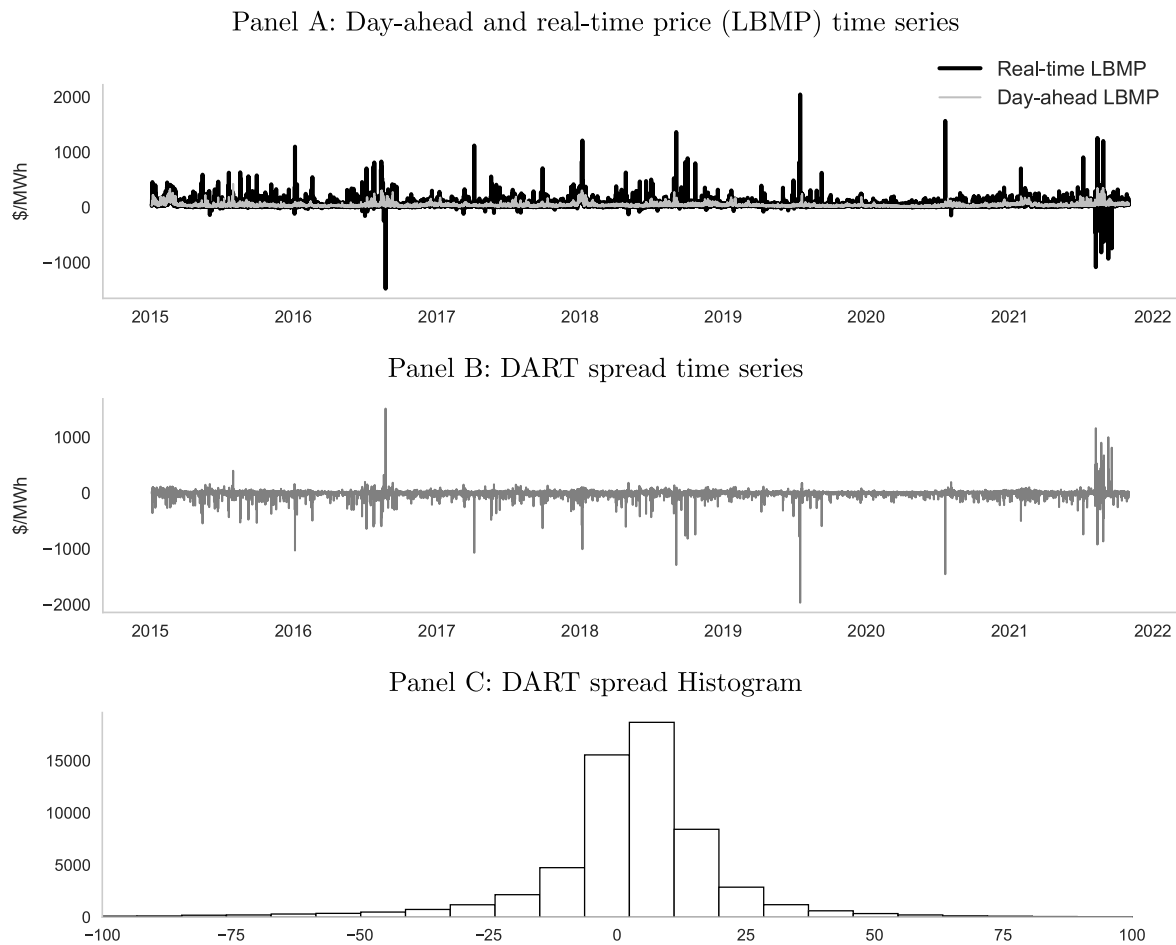 Panel A: Day-ahead and real-time price (LBMP) time series
Real-time LBMP
Day-ahead LBMP
2000
1000
0
−1000
$/MWh
2015 2016 2017 2018 2019 2020 2021 2022
Panel B: DART spread time series
1000
0
−1000
−2000
$/MWh
2015 2016 2017 2018 2019 2020 2021 2022
Panel C: DART spread Histogram
15000
10000
5000
0
−100 −75 −50 −25 0 25 50 75 100